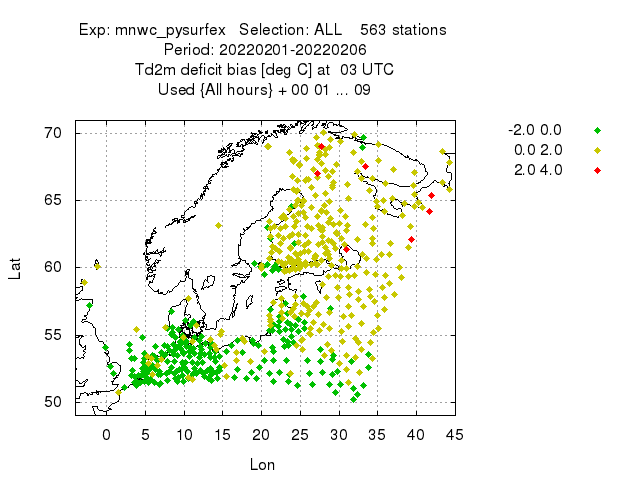 Exp: mnwc_pysurfex   Selection: ALL    563 stations
Period: 20220201-20220206
Td2m deficit bias [deg C] at  03 UTC
Used {All hours} + 00 01 ... 09
-2.0 0.0
0.0 2.0
2.0 4.0
70
65
60
55
50
Lat
0 5 10 15 20 25 30 35 40 45
Lon